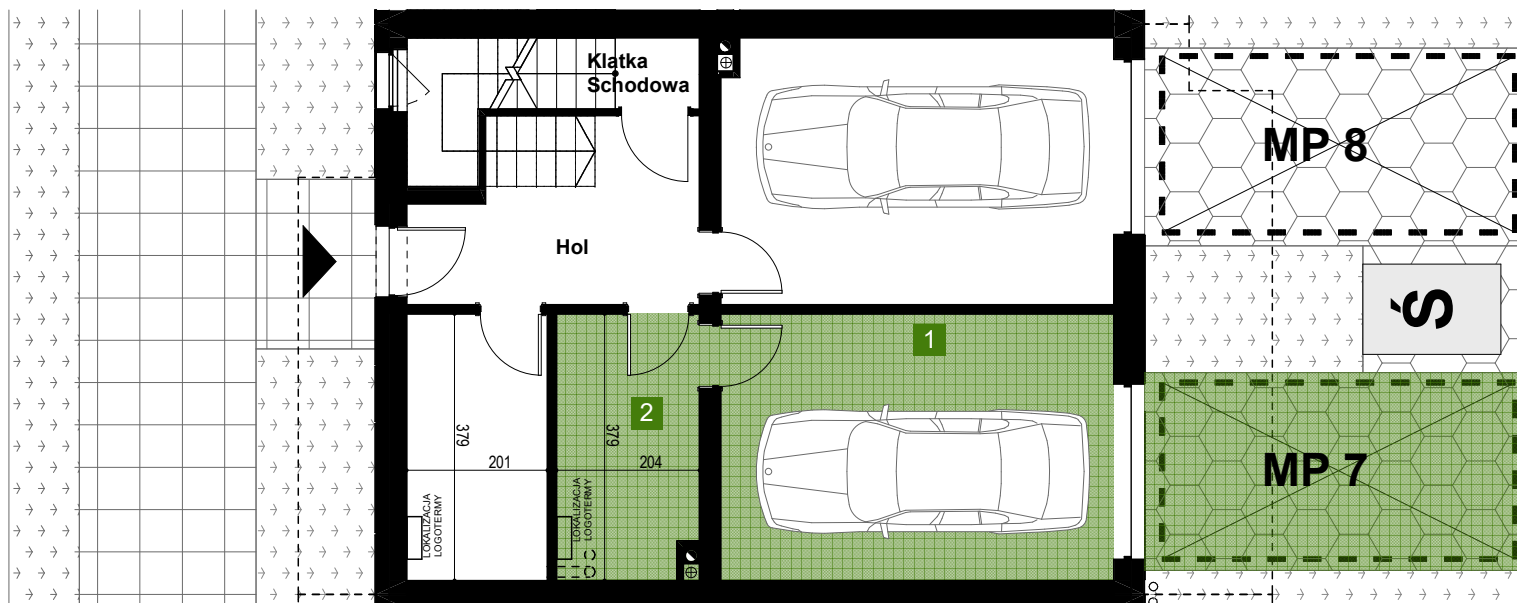 Klatka
Schodowa
MP 8
Hol
Ś
1
2
379
201
379
204
MP 7
LOKALIZACJA
LOGOTERMY
LOKALIZACJA
LOGOTERMY